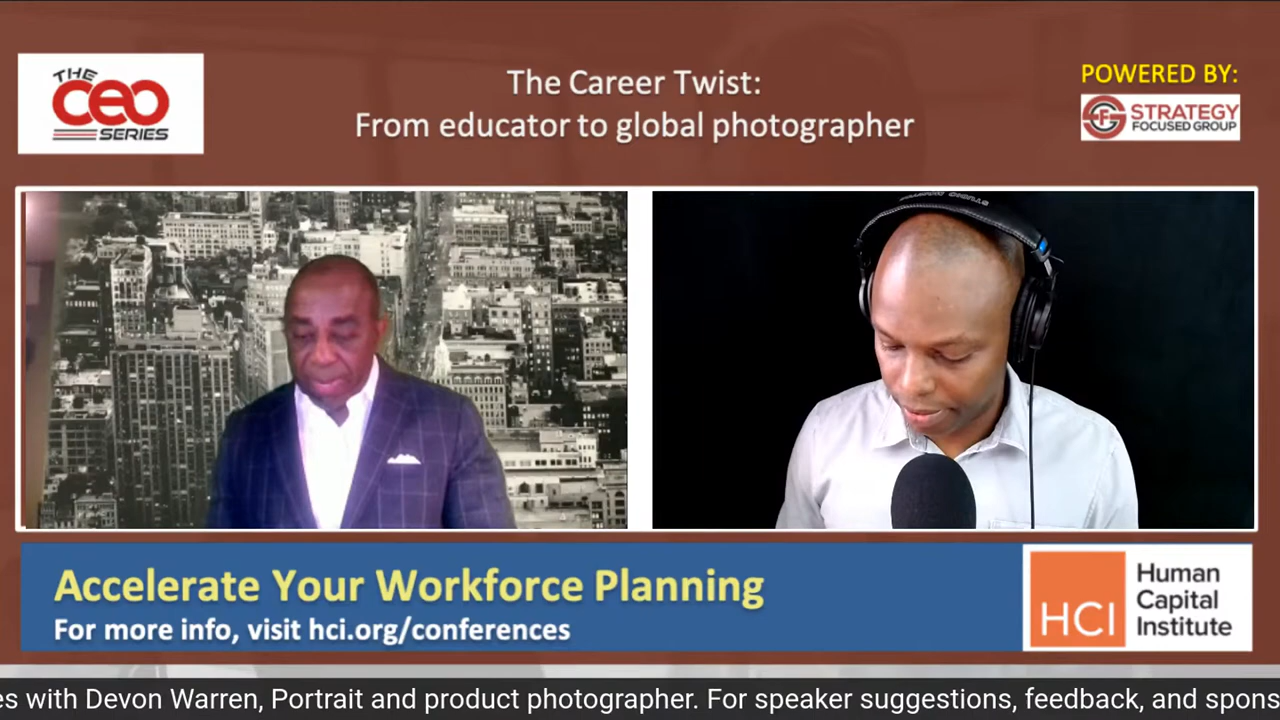 THE
CEO
SERIES
The Career Twist:
From educator to global photographer
POWERED BY:
SFG
STRATEGY
FOCUSED GROUP
Accelerate Your Workforce Planning
For more info, visit hci.org/conferences
HCI
Human
Capital
Institute
es with Devon Warren, Portrait and product photographer. For speaker suggestions, feedback, and spons